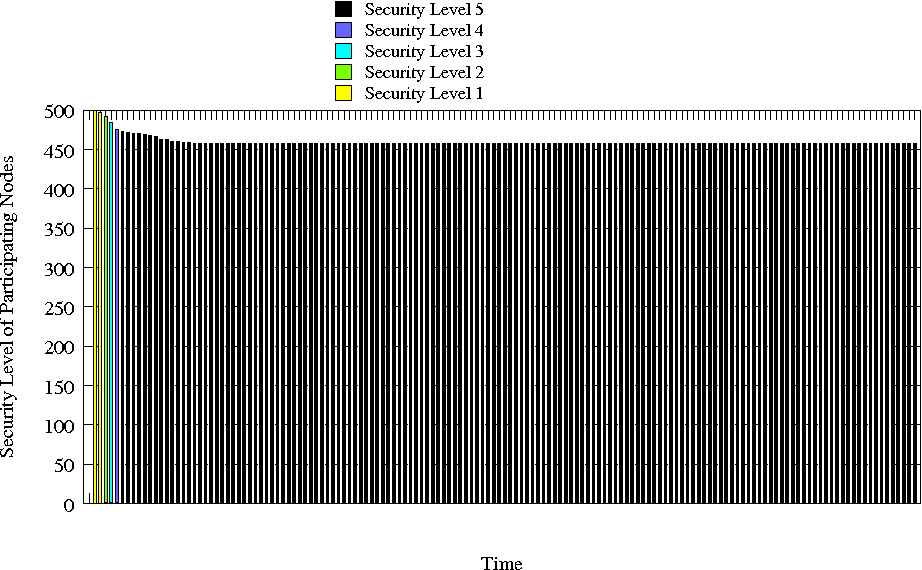 Security Level 5
Security Level 4
Security Level 3
Security Level 2
Security Level 1
500
450
400
350
300
250
200
150
100
50
0
Security Level of Participating Nodes
Time